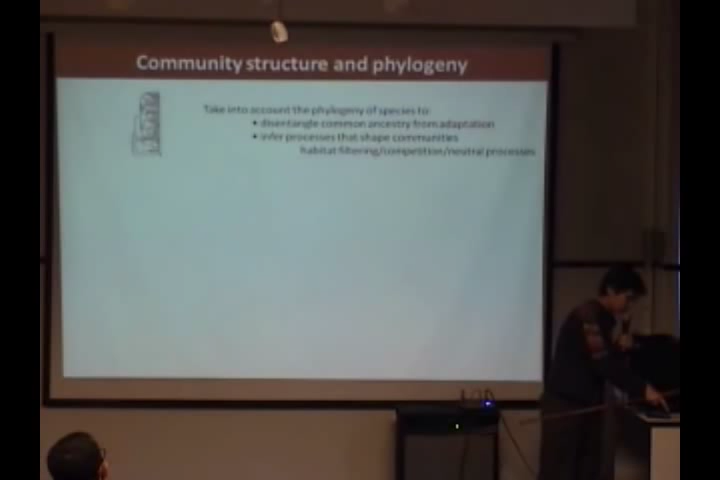 Community structure and phylogeny
Take into account the phylogeny of species to:
• disentangle common ancestry from adaptation
• infer processes that shape communities
habitat filtering/competition/neutral processes